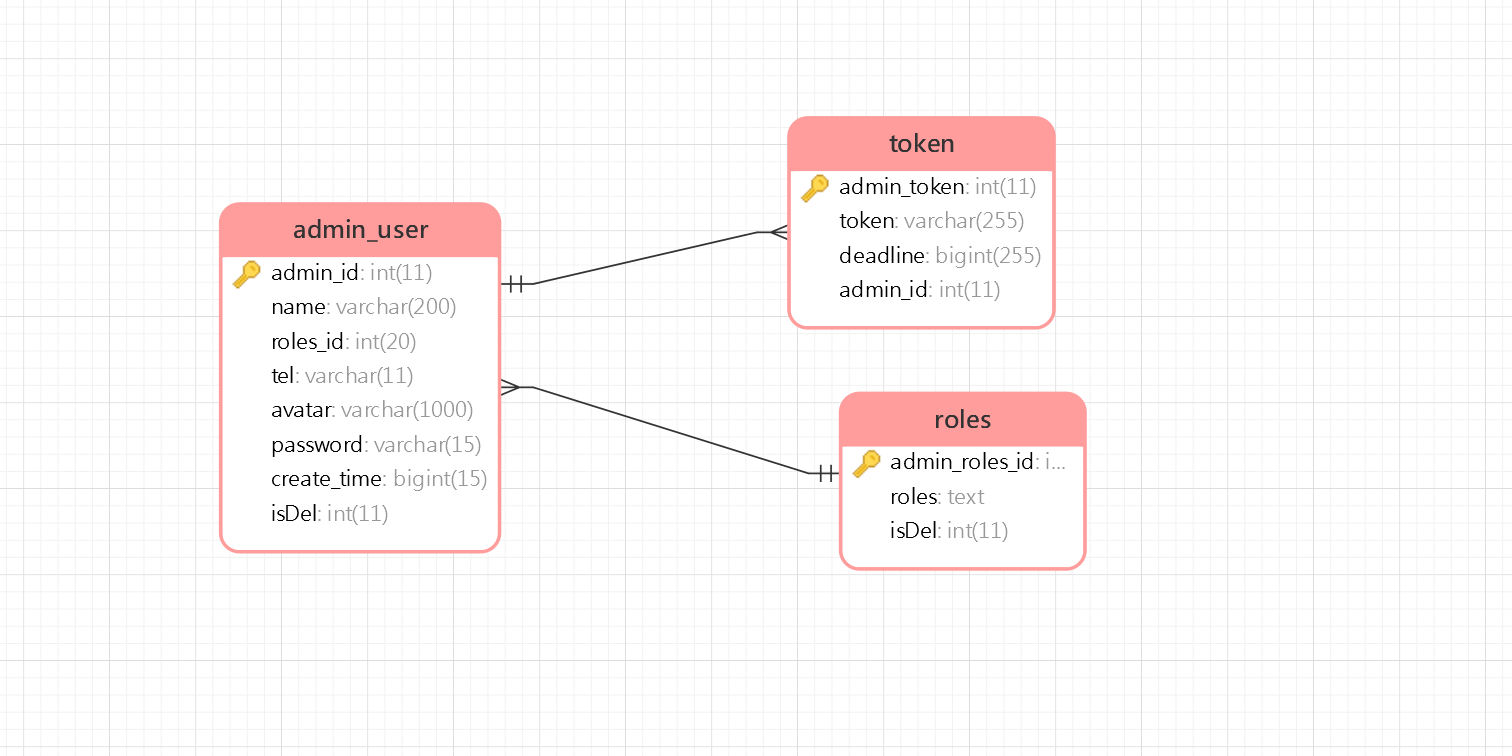 admin_user
admin_id: int(11)
name: varchar(200)
roles_id: int(20)
tel: varchar(11)
avatar: varchar(1000)
password: varchar(15)
create_time: bigint(15)
isDel: int(11)
token
admin_token: int(11)
token: varchar(255)
deadline: bigint(255)
admin_id: int(11)
roles
admin_roles_id: i...
roles: text
isDel: int(11)